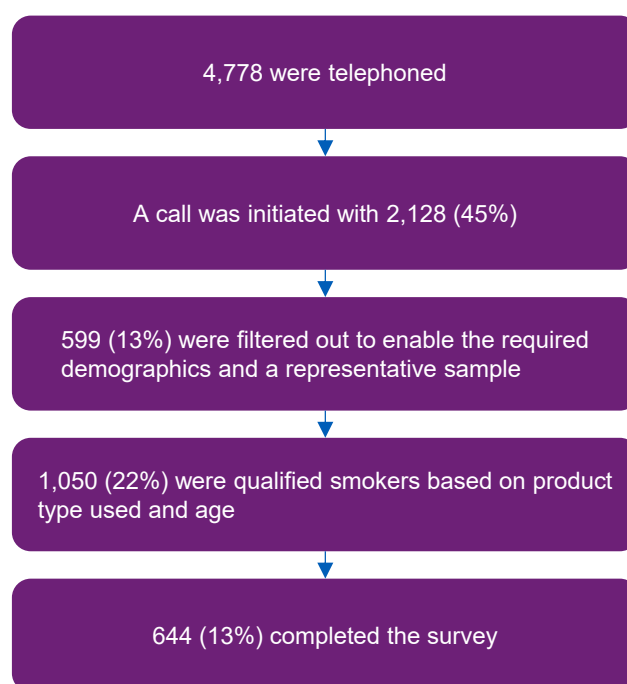 4,778 were telephoned
A call was initiated with 2,128 (45%)
599 (13%) were filtered out to enable the required
demographics and a representative sample
1,050 (22%) were qualified smokers based on product
type used and age
644 (13%) completed the survey